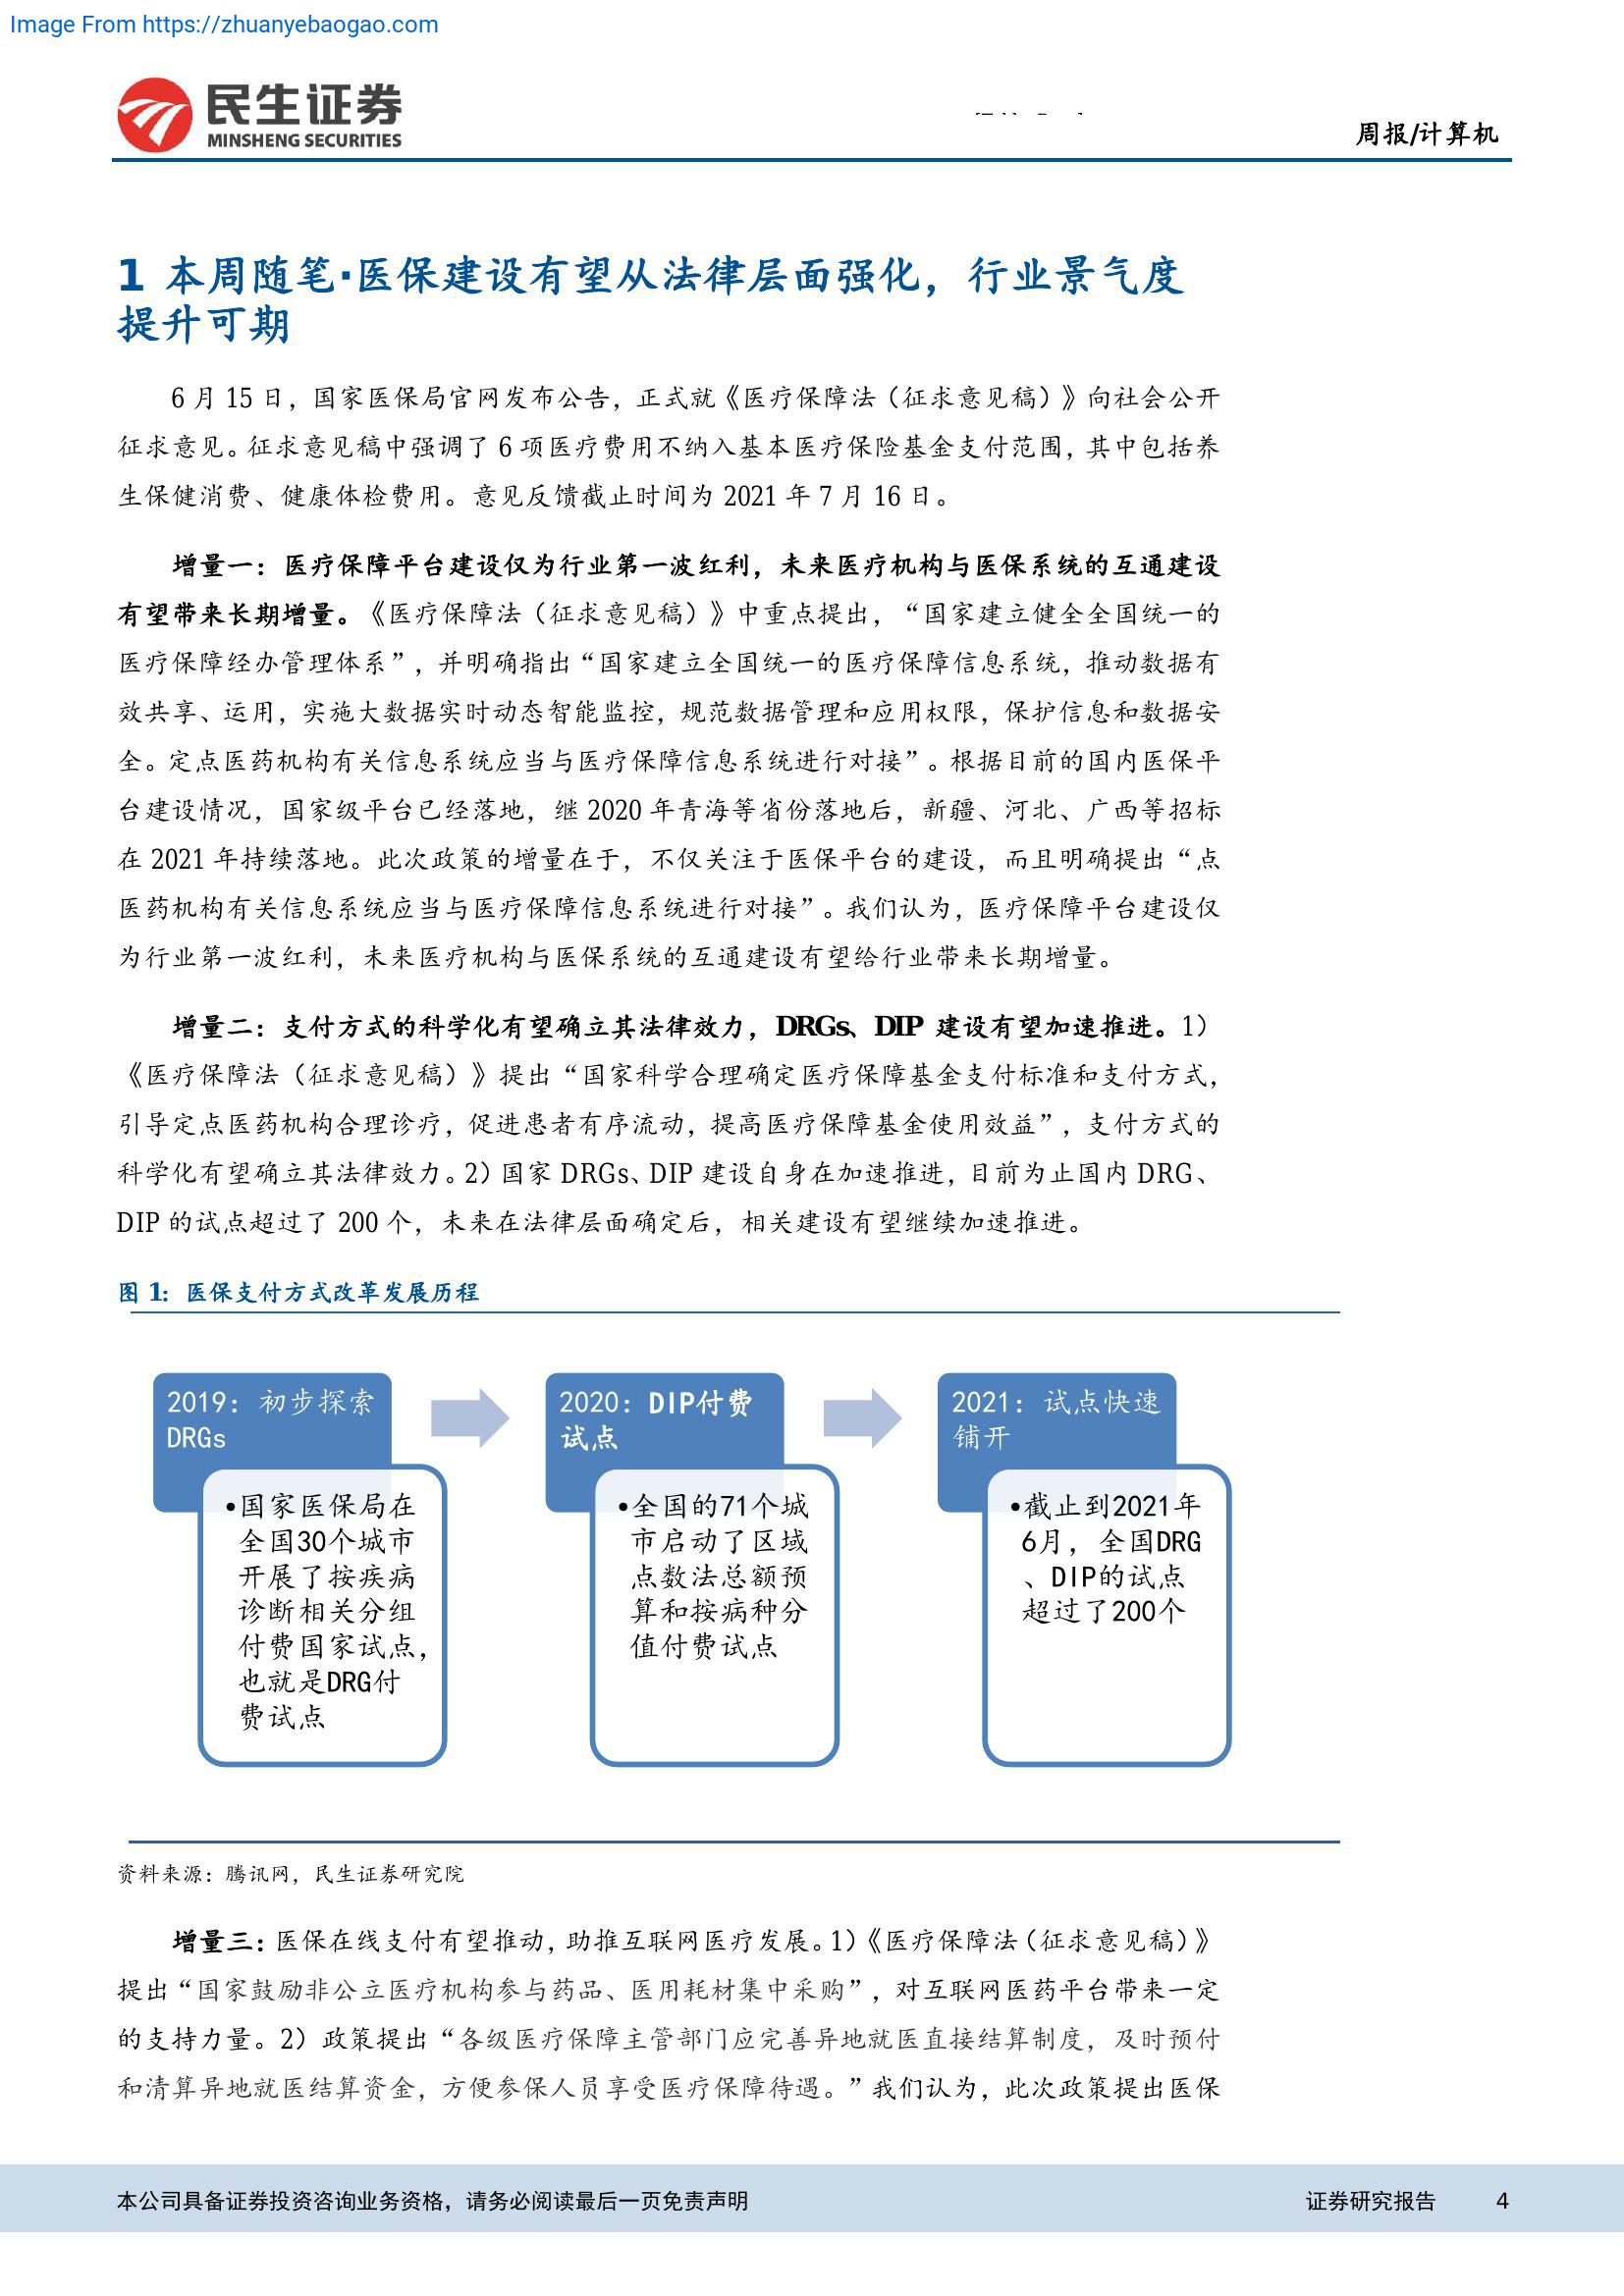 Image From https://zhuanyebaogao.com
民生证券
MINSHENG SECURITIES
周报/计算机
1 本周随笔·医保建设有望从法律层面强化，行业景气度
提升可期
6 月 15 日，国家医保局官网发布公告，正式就《医疗保障法（征求意见稿）》向社会公开
征求意见。征求意见稿中强调了 6 项医疗费用不纳入基本医疗保险基金支付范围，其中包括养
生保健消费、健康体检费用。意见反馈截止时间为 2021 年 7 月 16 日。
增量一：医疗保障平台建设仅为行业第一波红利，未来医疗机构与医保系统的互通建设
有望带来长期增量。《医疗保障法（征求意见稿）》中重点提出，“国家建立健全全国统一的
医疗保障经办管理体系”，并明确指出“国家建立全国统一的医疗保障信息系统，推动数据有
效共享、运用，实施大数据实时动态智能监控，规范数据管理和应用权限，保护信息和数据安
全。定点医药机构有关信息系统应当与医疗保障信息系统进行对接”。根据目前的国内医保平
台建设情况，国家级平台已经落地，继 2020 年青海等省份落地后，新疆、河北、广西等招标
在 2021 年持续落地。此次政策的增量在于，不仅关注于医保平台的建设，而且明确提出“点
医药机构有关信息系统应当与医疗保障信息系统进行对接”。我们认为，医疗保障平台建设仅
为行业第一波红利，未来医疗机构与医保系统的互通建设有望给行业带来长期增量。
增量二：支付方式的科学化有望确立其法律效力，DRGs、DIP 建设有望加速推进。1）
《医疗保障法（征求意见稿）》提出“国家科学合理确定医疗保障基金支付标准和支付方式，
引导定点医药机构合理诊疗，促进患者有序流动，提高医疗保障基金使用效益”，支付方式的
科学化有望确立其法律效力。2）国家 DRGs、DIP 建设自身在加速推进，目前为止国内 DRG、
DIP 的试点超过了 200 个，未来在法律层面确定后，相关建设有望继续加速推进。
图 1：医保支付方式改革发展历程
2019：初步探索
DRGs
•国家医保局在
全国30个城市
开展了按疾病
诊断相关分组
付费国家试点，
也就是DRG付
费试点
2020：DIP付费
试点
•全国的71个城
市启动了区域
点数法总额预
算和按病种分
值付费试点
2021：试点快速
铺开
•截止到2021年
6月，全国DRG
、DIP的试点
超过了200个
资料来源：腾讯网，民生证券研究院
增量三：医保在线支付有望推动，助推互联网医疗发展。1）《医疗保障法（征求意见稿）》
提出“国家鼓励非公立医疗机构参与药品、医用耗材集中采购”，对互联网医药平台带来一定
的支持力量。2）政策提出“各级医疗保障主管部门应完善异地就医直接结算制度，及时预付
和清算异地就医结算资金，方便参保人员享受医疗保障待遇。”我们认为，此次政策提出医保
本公司具备证券投资咨询业务资格，请务必阅读最后一页免责声明
证券研究报告 4